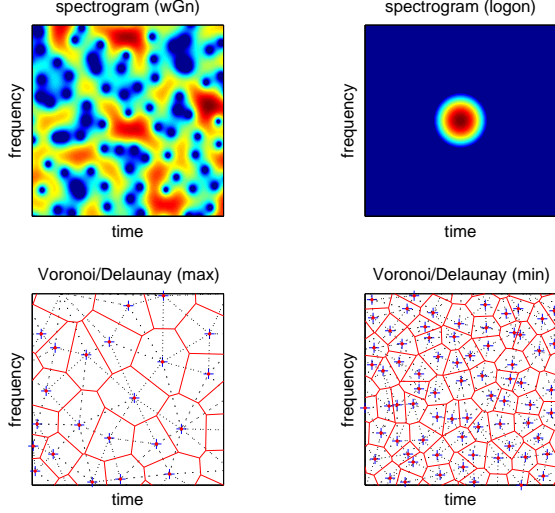 spectrogram (wGn)
frequency
time
spectrogram (logon)
frequency
time
Voronoi/Delaunay (max)
frequency
time
Voronoi/Delaunay (min)
frequency
time